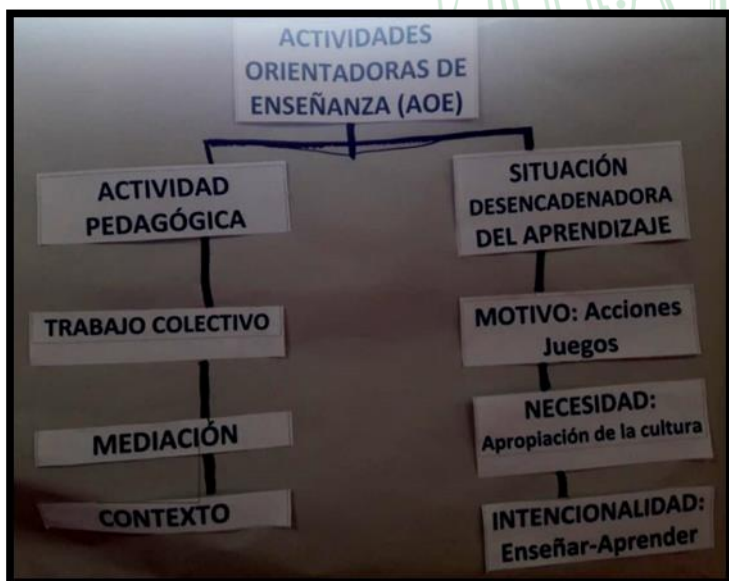 ACTIVIDADES
ORIENTADORAS DE
ENSEÑANZA (AOE)
ACTIVIDAD
PEDAGÓGICA
TRABAJO COLECTIVO
MEDIACIÓN
CONTEXTO
SITUACIÓN
DESENCADENADORA
DEL APRENDIZAJE
MOTIVO: Acciones
Juegos
NECESIDAD:
Apropiación de la cultura
INTENCIONALIDAD:
Enseñar-Aprender